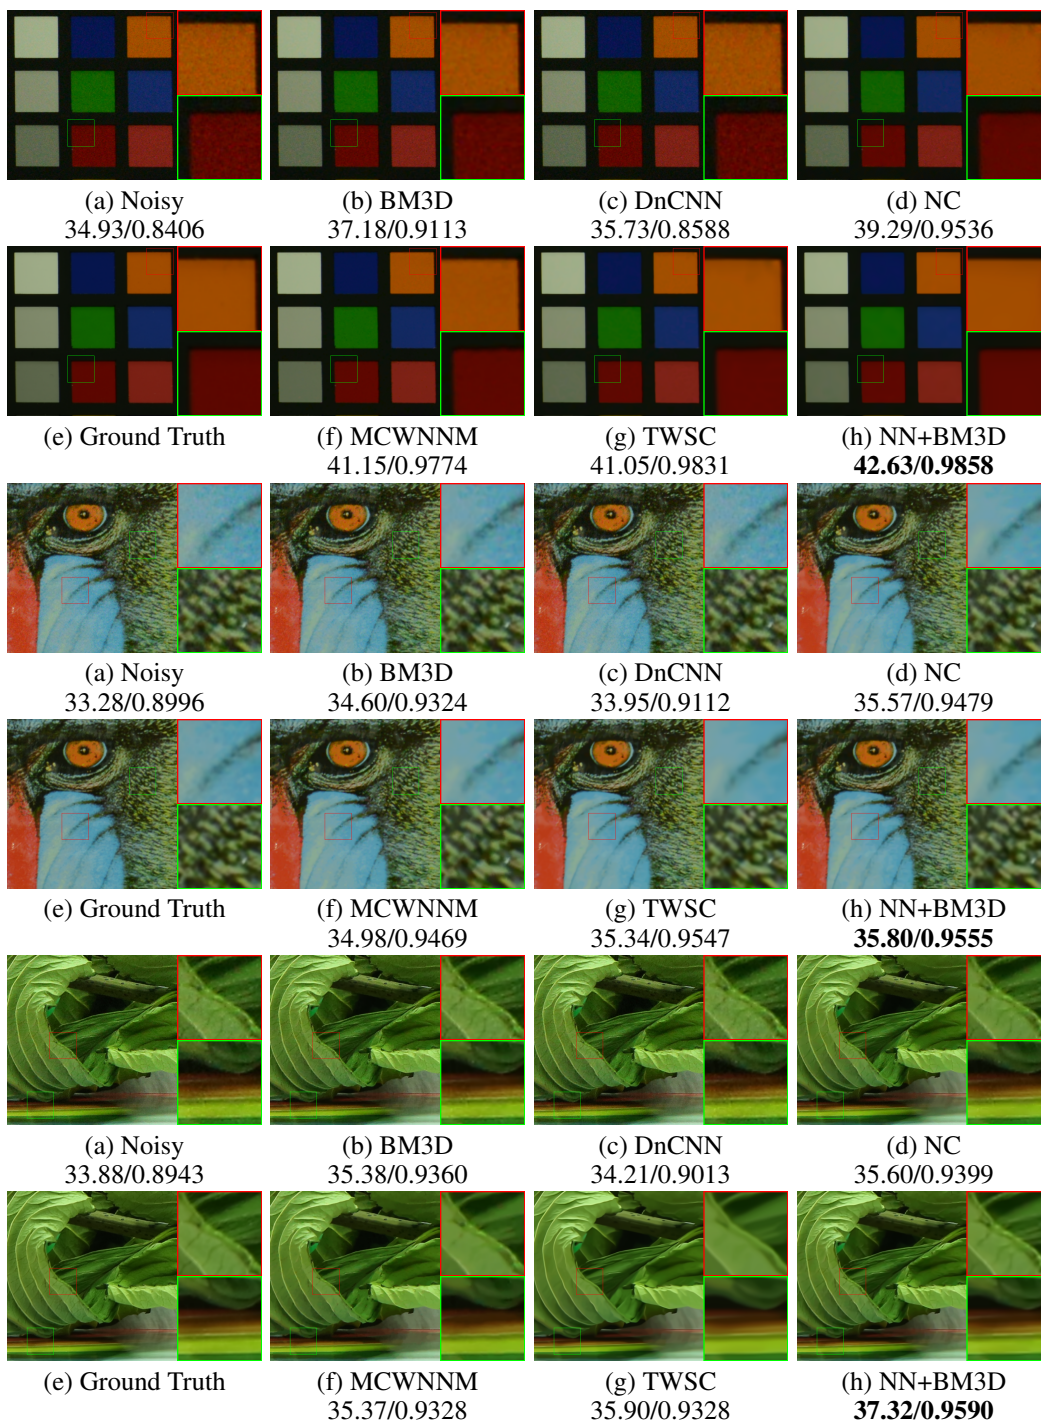 (a) Noisy (b) BM3D (c) DnCNN (d) NC
34.93/0.8406 37.18/0.9113 35.73/0.8588 39.29/0.9536
(e) Ground Truth (f) MCWNNM (g) TWSC (h) NN+BM3D
41.15/0.9774 41.05/0.9831 42.63/0.9858
(a) Noisy (b) BM3D (c) DnCNN (d) NC
33.28/0.8996 34.60/0.9324 33.95/0.9112 35.57/0.9479
(e) Ground Truth (f) MCWNNM (g) TWSC (h) NN+BM3D
34.98/0.9469 35.34/0.9547 35.80/0.9555
(a) Noisy (b) BM3D (c) DnCNN (d) NC
33.88/0.8943 35.38/0.9360 34.21/0.9013 35.60/0.9399
(e) Ground Truth (f) MCWNNM (g) TWSC (h) NN+BM3D
35.37/0.9328 35.90/0.9328 37.32/0.9590